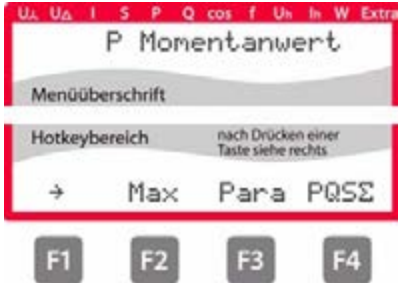 U⅄ U△ I S P Q cos f Uh Ih W Extra
P Momentanwert
Menüüberschrift
Hotkeybereich
nach Drücken einer
Taste siehe rechts
→ Max Para PQSΣ
F1 F2 F3 F4